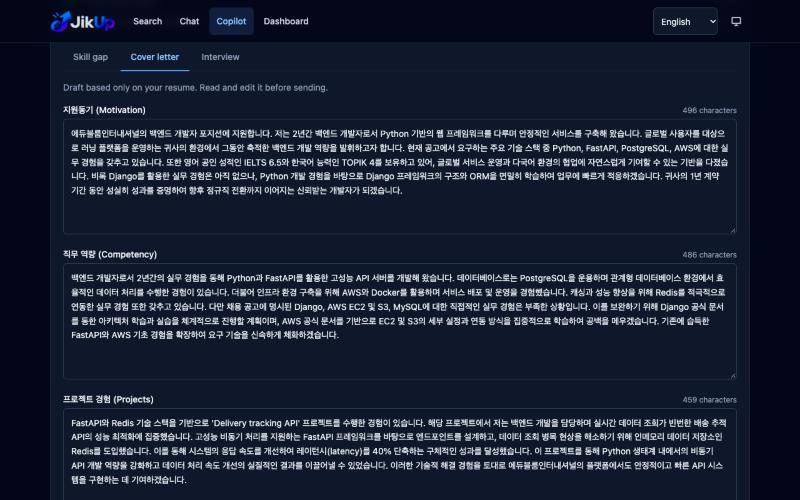 JikUp
Search
Chat
Copilot
Dashboard
English
Skill gap
Cover letter
Interview
Draft based only on your resume. Read and edit it before sending.
지원동기 (Motivation)
496 characters
에듀블룸인터내셔널의 백엔드 개발자 포지션에 지원합니다. 저는 2년간 백엔드 개발자로서 Python 기반의 웹 프레임워크를 다루며 안정적인 서비스를 구축해 왔습니다. 글로벌 사용자를 대상으
로 러닝 플랫폼을 운영하는 귀사의 환경에서 그동안 축적한 백엔드 개발 역량을 발휘하고자 합니다. 현재 공고에서 요구하는 주요 기술 스택 중 Python, FastAPI, PostgreSQL, AWS에 대한 실
무 경험을 갖추고 있습니다. 또한 영어 공인 성적인 IELTS 6.5와 한국어 능력인 TOPIK 4를 보유하고 있어, 글로벌 서비스 운영과 다국어 환경의 협업에 자연스럽게 기여할 수 있는 기반을 다졌습
니다. 비록 Django를 활용한 실무 경험은 아직 없으나, Python 개발 경험을 바탕으로 Django 프레임워크의 구조와 ORM을 면밀히 학습하여 업무에 빠르게 적응하겠습니다. 귀사의 1년 계약
기간 동안 성실히 성과를 증명하여 향후 정규직 전환까지 이어지는 신뢰받는 개발자가 되겠습니다.
직무 역량 (Competency)
486 characters
백엔드 개발자로서 2년간의 실무 경험을 통해 Python과 FastAPI를 활용한 고성능 API 서버를 개발해 왔습니다. 데이터베이스로는 PostgreSQL을 운용하며 관계형 데이터베이스 환경에서 효
율적인 데이터 처리를 수행한 경험이 있습니다. 더불어 인프라 환경 구축을 위해 AWS와 Docker를 활용하며 서비스 배포 및 운영을 경험했습니다. 캐싱과 성능 향상을 위해 Redis를 적극적으로
연동한 실무 경험 또한 갖추고 있습니다. 다만 채용 공고에 명시된 Django, AWS EC2 및 S3, MySQL에 대한 직접적인 실무 경험은 부족한 상황입니다. 이를 보완하기 위해 Django 공식 문서
를 통한 아키텍처 학습과 실습을 체계적으로 진행할 계획이며, AWS 공식 문서를 기반으로 EC2 및 S3의 세부 설정과 연동 방식을 집중적으로 학습하여 공백을 메우겠습니다. 기존에 습득한
FastAPI와 AWS 기초 경험을 확장하여 요구 기술을 신속하게 체화하겠습니다.
프로젝트 경험 (Projects)
459 characters
FastAPI와 Redis 기술 스택을 기반으로 'Delivery tracking API' 프로젝트를 수행한 경험이 있습니다. 해당 프로젝트에서 저는 백엔드 개발을 담당하며 실시간 데이터 조회가 빈번한 배송 추적
API의 성능 최적화에 집중했습니다. 고성능 비동기 처리를 지원하는 FastAPI 프레임워크를 바탕으로 엔드포인트를 설계하고, 데이터 조회 병목 현상을 해소하기 위해 인메모리 데이터 저장소인
Redis를 도입했습니다. 이를 통해 시스템의 응답 속도를 개선하여 레이턴시(latency)를 40% 단축하는 구체적인 성과를 달성했습니다. 이 프로젝트를 통해 Python 생태계 내에서의 비동기
API 개발 역량을 강화하고 데이터 처리 속도 개선의 실질적인 결과를 이끌어낼 수 있었습니다. 이러한 기술적 해결 경험을 토대로 에듀블룸인터내셔널의 플랫폼에서도 안정적이고 빠른 API 시스
템을 구현하는 데 기여하겠습니다.